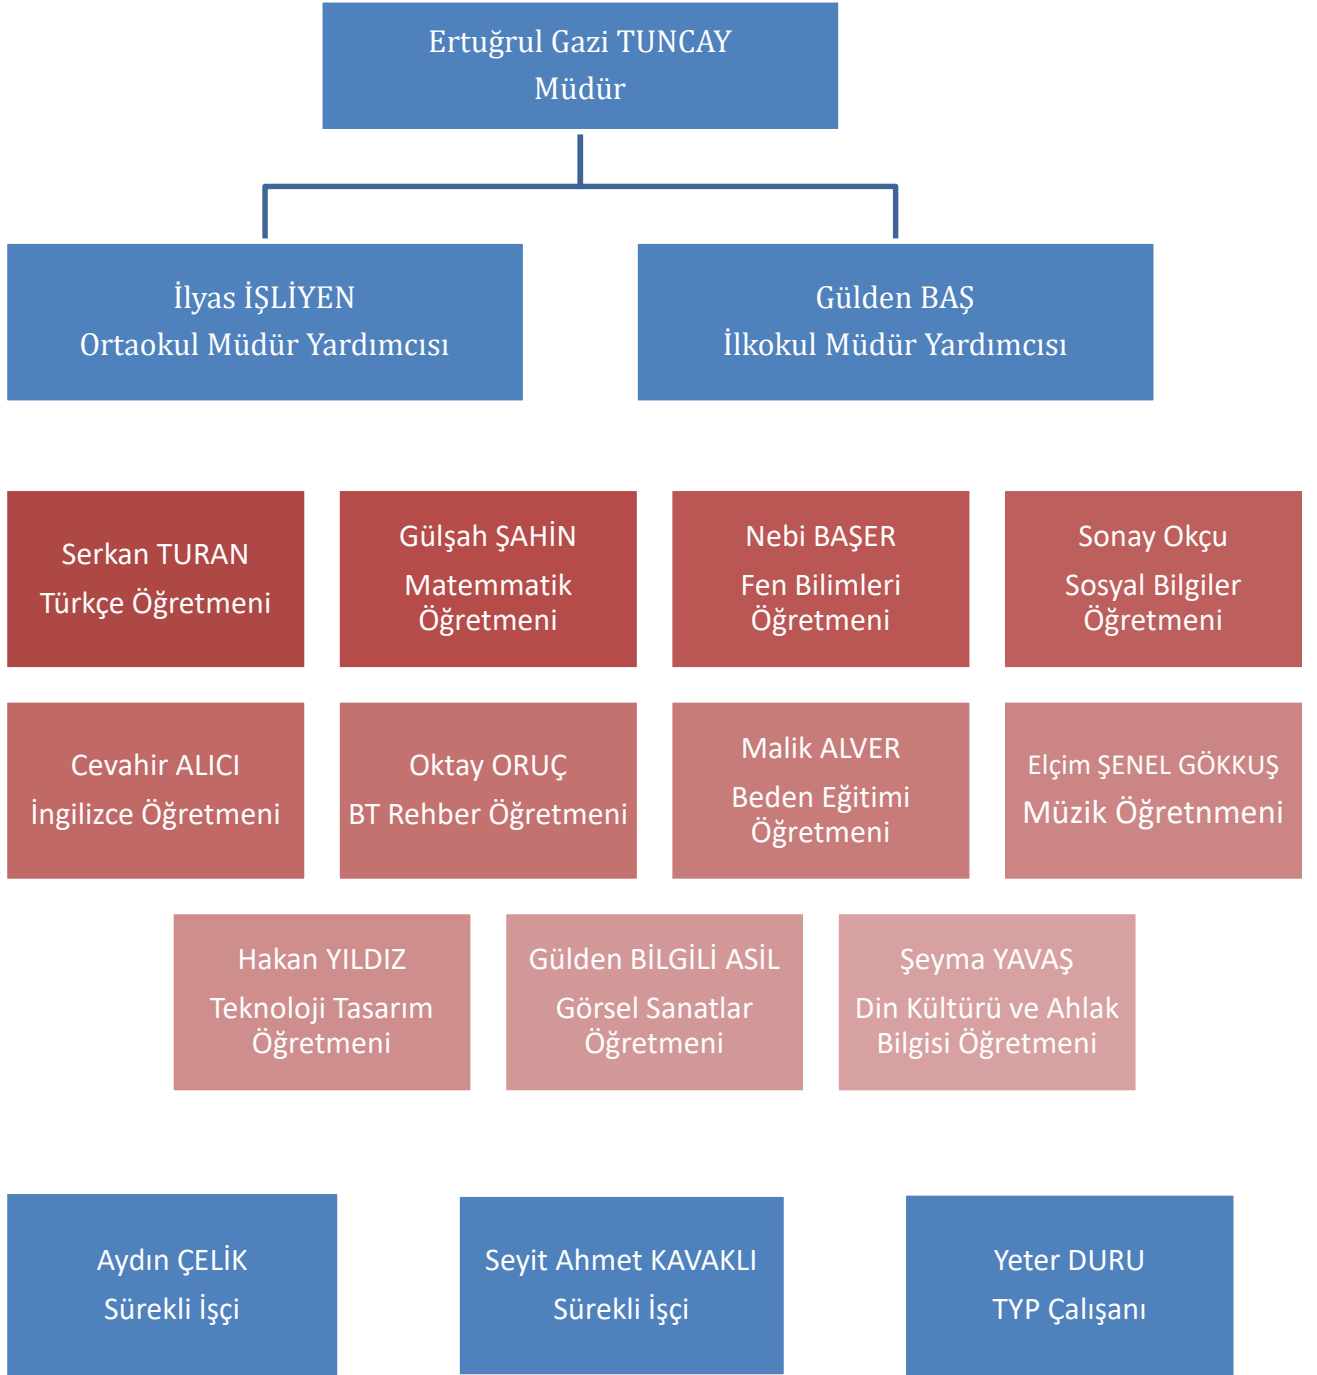 Ertuğrul Gazi TUNCAY
Müdür
İlyas İŞLİYEN
Ortaokul Müdür Yardımcısı
Gülden BAŞ
İlkokul Müdür Yardımcısı
Serkan TURAN
Türkçe Öğretmeni
Gülşah ŞAHİN
Matemmatik
Öğretmeni
Nebi BAŞER
Fen Bilimleri
Öğretmeni
Sonay Okçu
Sosyal Bilgiler
Öğretmeni
Cevahir ALICI
İngilizce Öğretmeni
Oktay ORUÇ
BT Rehber Öğretmeni
Malik ALVER
Beden Eğitimi
Öğretmeni
Elçim ŞENEL GÖKKUŞ
Müzik Öğretnmeni
Hakan YILDIZ
Teknoloji Tasarım
Öğretmeni
Gülden BİLGİLİ ASİL
Görsel Sanatlar
Öğretmeni
Şeyma YAVAŞ
Din Kültürü ve Ahlak
Bilgisi Öğretmeni
Aydın ÇELİK
Sürekli İşçi
Seyit Ahmet KAVAKLI
Sürekli İşçi
Yeter DURU
TYP Çalışanı